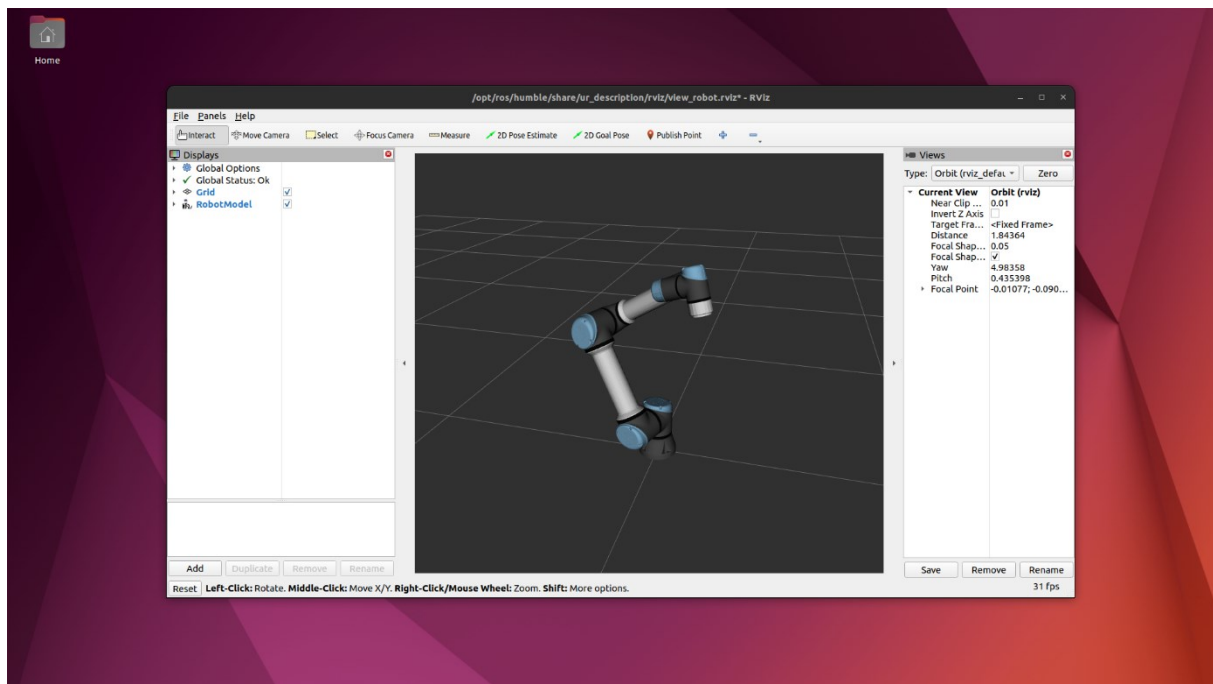 Home
/opt/ros/humble/share/ur_description/rviz/view_robot.rviz* - RViz
File Panels Help
Interact Move Camera Select Focus Camera Measure 2D Pose Estimate 2D Goal Pose Publish Point
Displays
Global Options
Global Status: Ok
Grid
RobotModel
Add Duplicate Remove Rename
Views
Type: Orbit (rviz_defau Zero
Current View Orbit (rviz)
Near Clip ... 0.01
Invert Z Axis
Target Fra... <Fixed Frame>
Distance 1.84364
Focal Shap... 0.05
Focal Shap...
Yaw 4.98358
Pitch 0.435398
Focal Point -0.01077; -0.090...
Save Remove Rename
Reset Left-Click: Rotate. Middle-Click: Move X/Y. Right-Click/Mouse Wheel: Zoom. Shift: More options.
31 fps